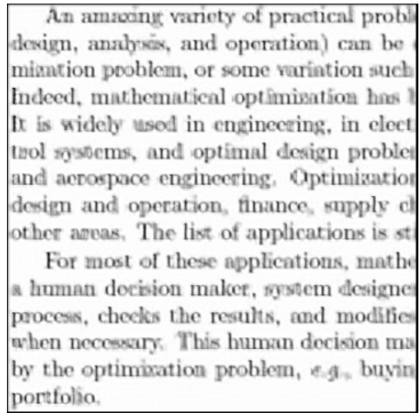 An amazing variety of practical probl
design, analysis, and operation) can be
mization problem, or some variation such
Indeed, mathematical optimization has
It is widely used in engineering, in elect
trol systems, and optimal design proble
and aerospace engineering. Optimization
design and operation, finance, supply ch
other areas. The list of applications is st
For most of these applications, mathe
a human decision maker, system designe
process, checks the results, and modifies
when necessary. This human decision ma
by the optimization problem, e.g., buyin
portfolio.